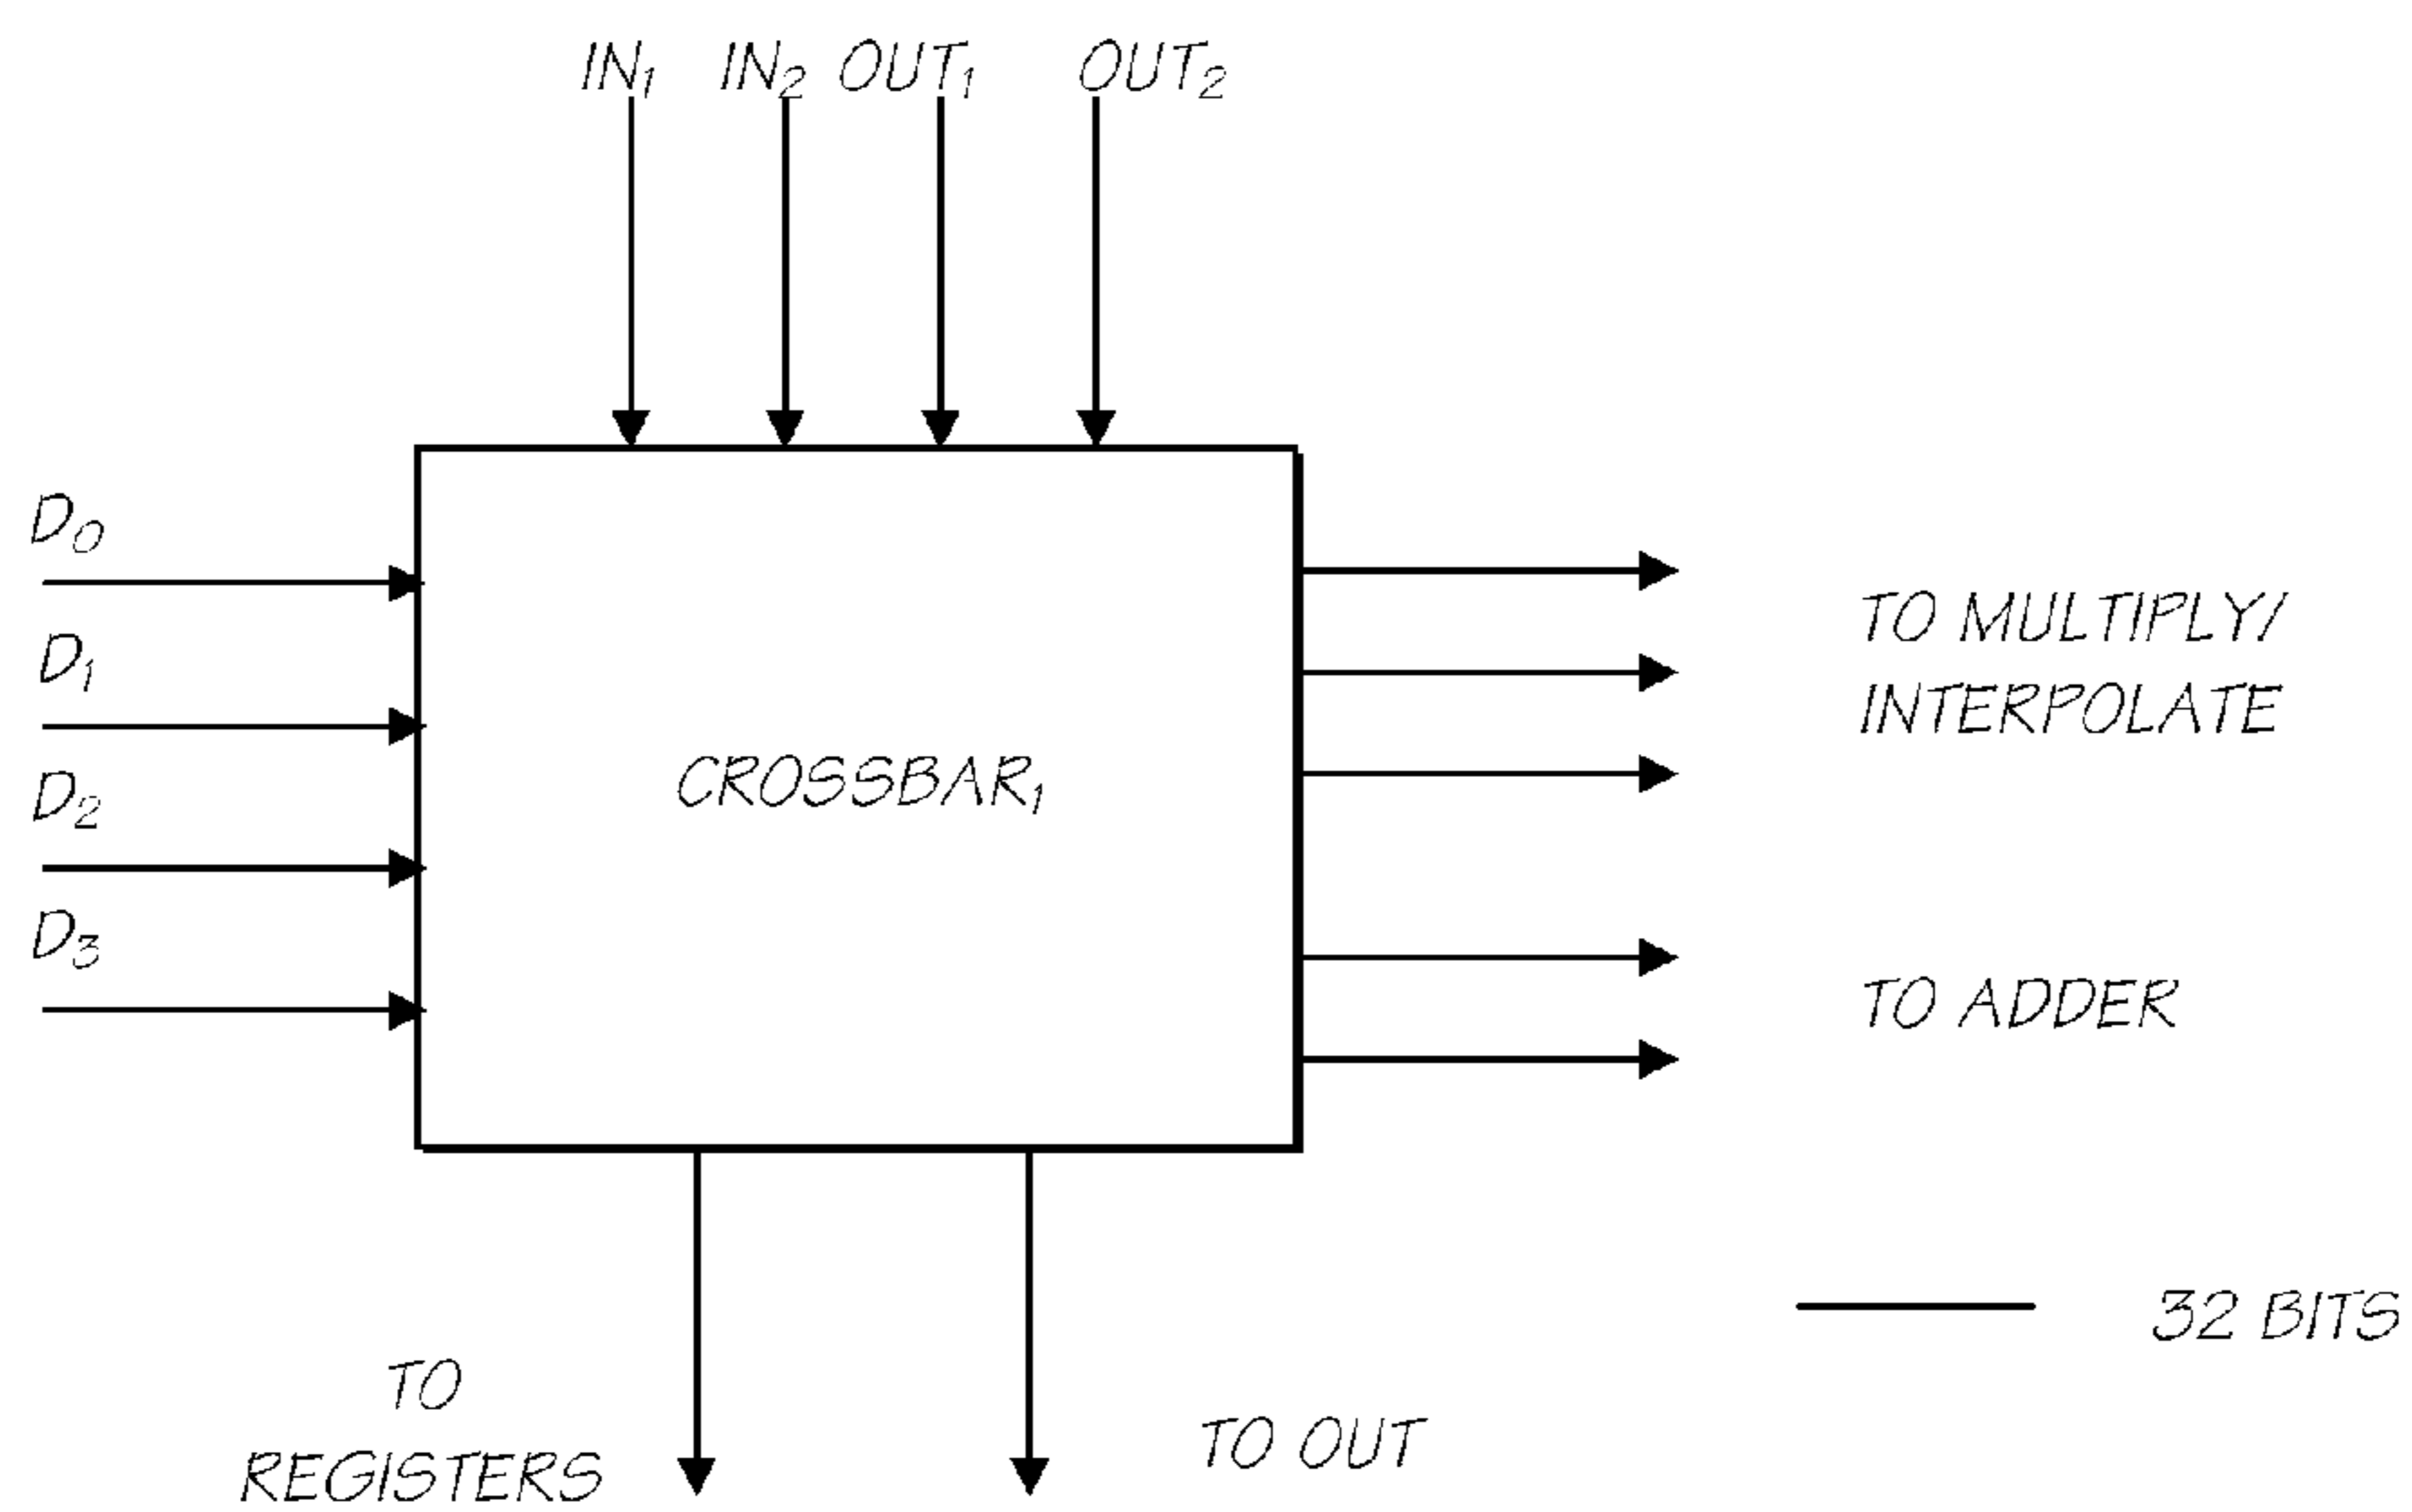 IN₁ IN₂ OUT₁ OUT₂
D₀
D₁
D₂
D₃
CROSSBAR₁
TO MULTIPLY/
INTERPOLATE
TO ADDER
32 BITS
TO
REGISTERS
TO OUT